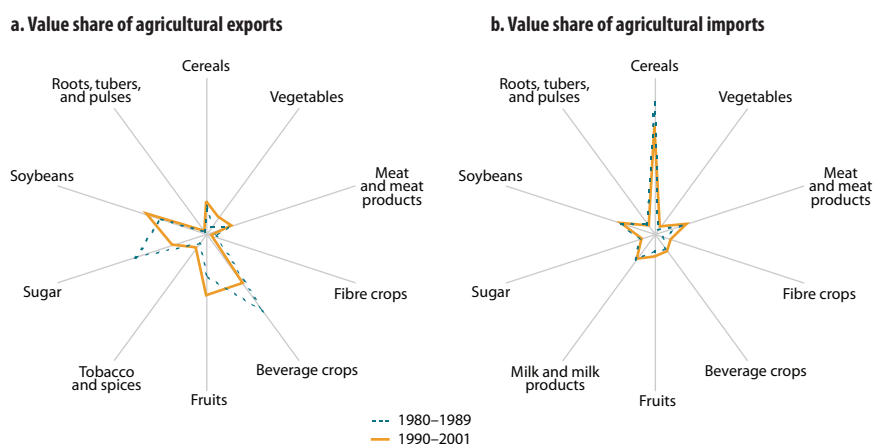 a. Value share of agricultural exports
Cereals
Roots, tubers,
and pulses
Vegetables
Soybeans
Meat
and meat
products
Sugar
Fibre crops
Tobacco
and spices
Beverage crops
Fruits
b. Value share of agricultural imports
Cereals
Roots, tubers,
and pulses
Vegetables
Soybeans
Meat
and meat
products
Sugar
Fibre crops
Milk and milk
products
Beverage crops
Fruits
1980–1989
1990–2001